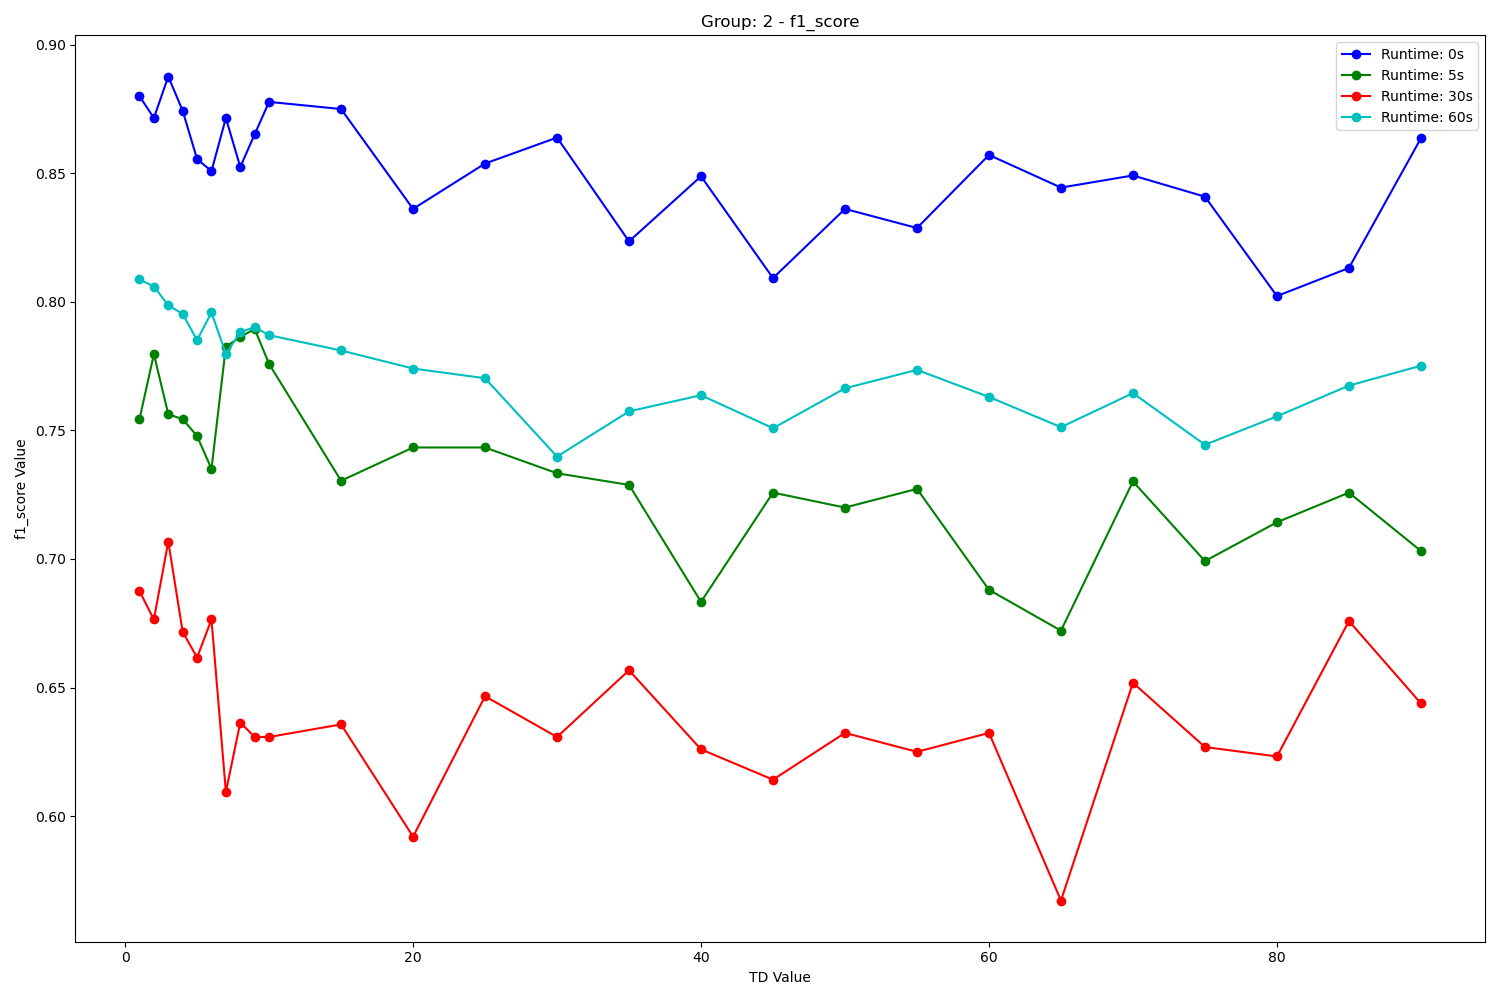 Group: 2 - f1_score
Runtime: 0s
Runtime: 5s
Runtime: 30s
Runtime: 60s
0.90
0.85
0.80
0.75
0.70
0.65
0.60
f1_score Value
0 20 40 60 80
TD Value